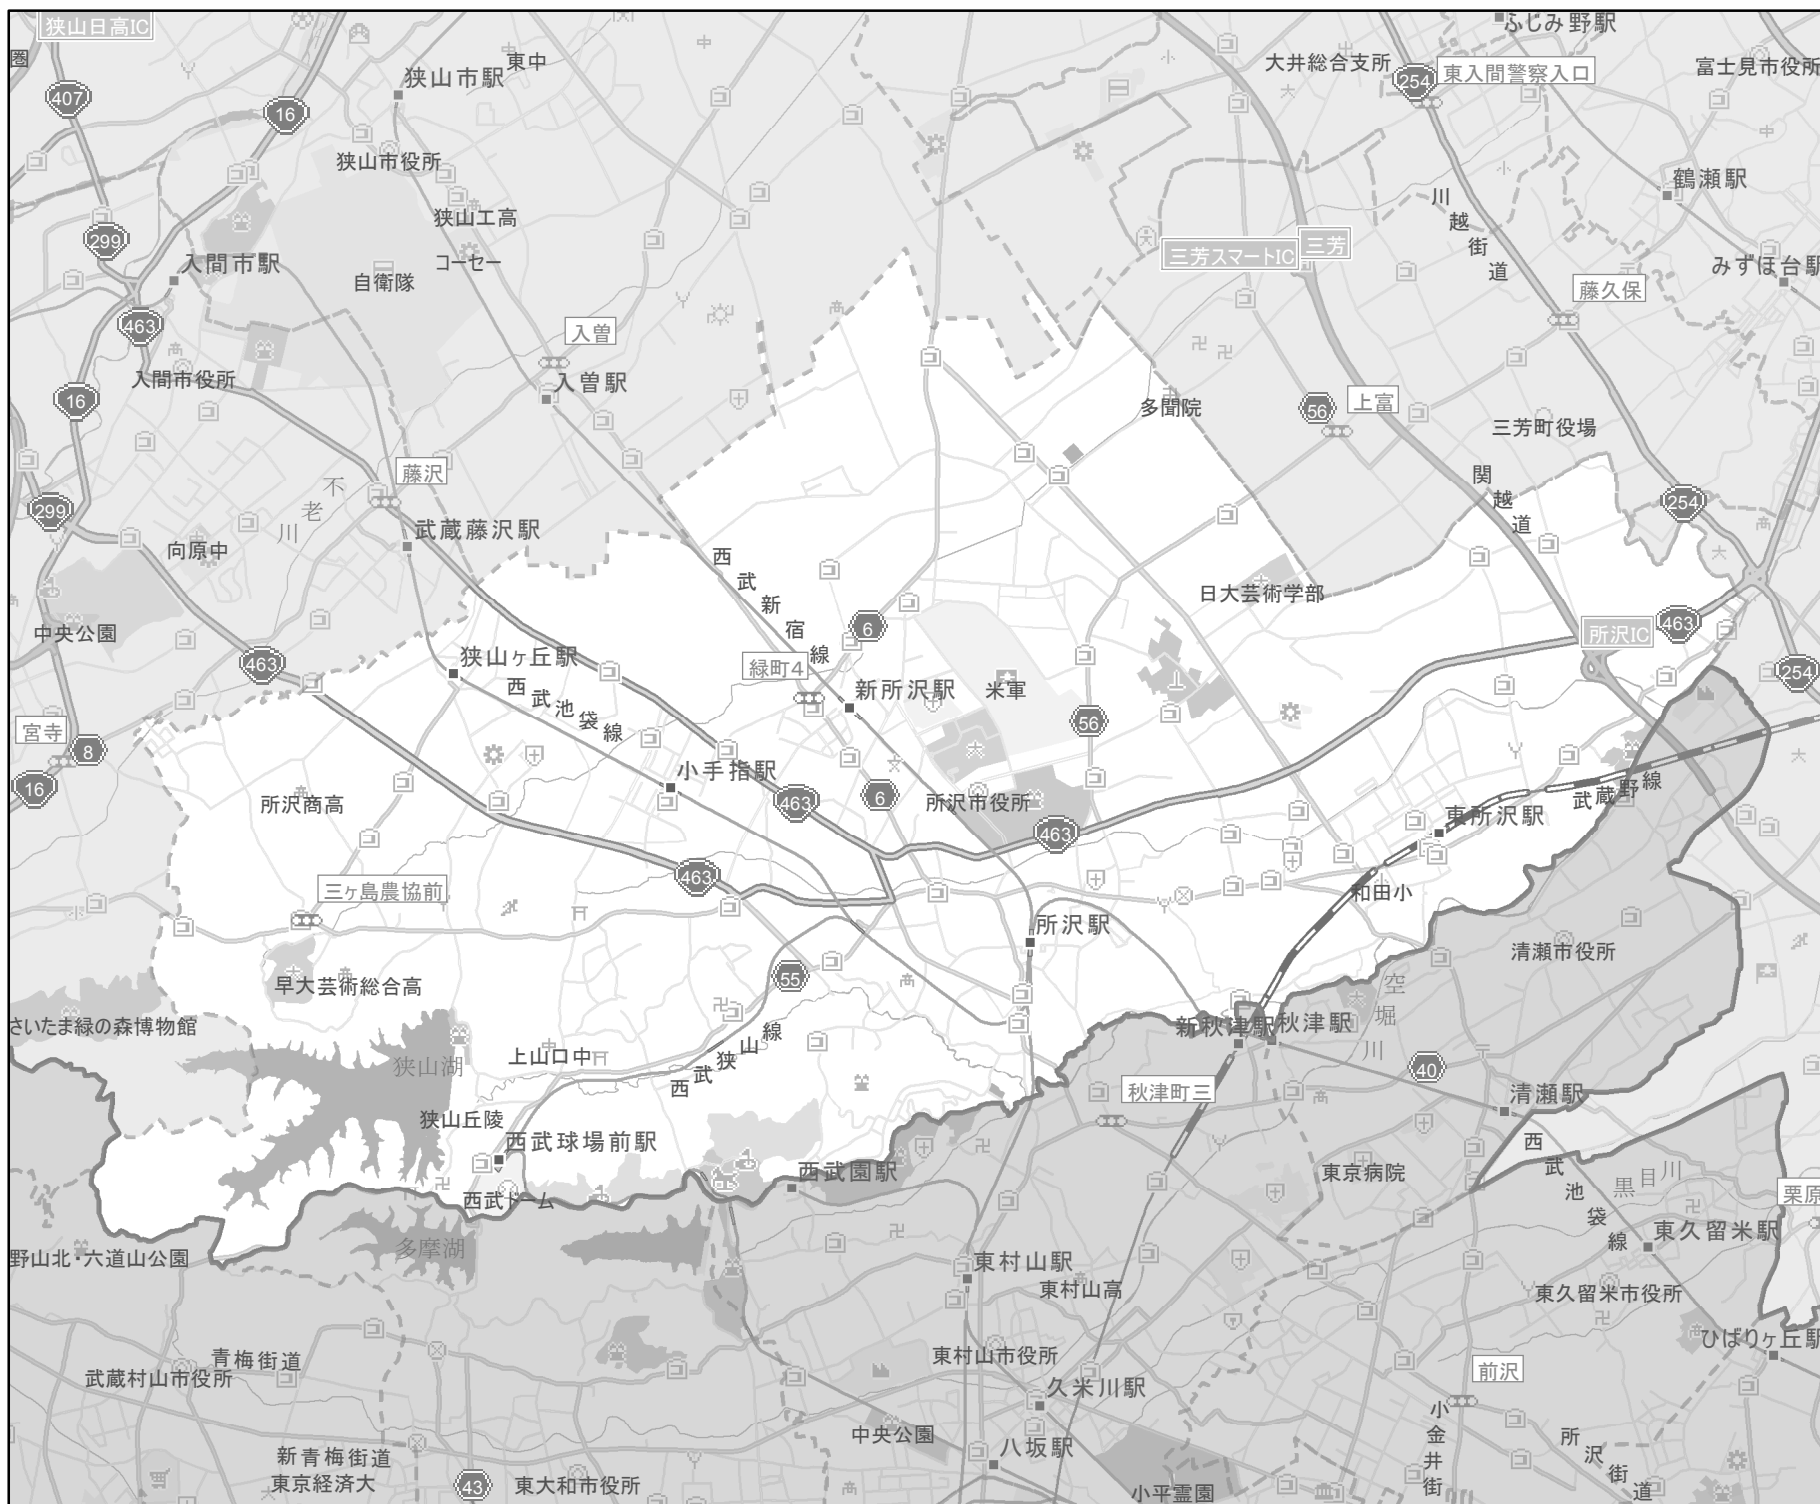 狭山日高IC
圏
407
16
狭山市駅
東中
狭山市役所
大井総合支所
254
東入間警察入口
ふじみ野駅
富士見市役所
鶴瀬駅
川越街道
狭山工高
コーセー
自衛隊
299
入間市駅
463
三芳スマートIC
三芳
みずほ台駅
藤久保
入曽
入曽駅
入間市役所
16
多聞院
56
上富
三芳町役場
関越道
藤沢
不老川
299
武蔵藤沢駅
向原中
254
西武新宿線
日大芸術学部
中央公園
463
狭山ヶ丘駅
西武池袋線
6
緑町4
新所沢駅
米軍
所沢IC
463
254
56
宮寺
8
16
小手指駅
463
6
所沢市役所
463
所沢商高
東所沢駅
武蔵野線
三ヶ島農協前
463
和田小
所沢駅
清瀬市役所
早大芸術総合高
55
空堀川
さいたま緑の森博物館
狭山湖
上山口中
西武狭山線
新秋津駅
秋津駅
秋津町三
40
清瀬駅
狭山丘陵
西武球場前駅
西武園駅
西武ドーム
東京病院
西武池袋線
黒目川
栗原
多摩湖
野山北・六道山公園
東村山駅
東村山高
東久留米駅
東久留米市役所
ひばりヶ丘駅
青梅街道
武蔵村山市役所
東村山市役所
久米川駅
前沢
中央公園
八坂駅
小金井街
所沢街道
新青梅街道
東京経済大
43
東大和市役所
小平霊園